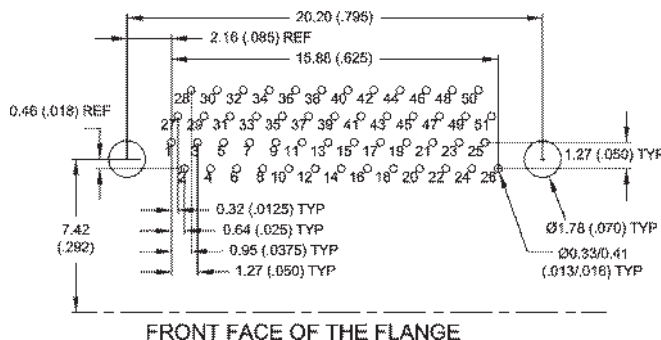 20.20 (.795)
2.16 (.085) REF
15.88 (.625)
28 30 32 34 36 38 40 42 44 46 48 50
0.46 (.018) REF
27 29 31 33 35 37 39 41 43 45 47 49 51
1 3 5 7 9 11 13 15 17 19 21 23 25
1.27 (.050) TYP
2 4 6 8 10 12 14 16 18 20 22 24 26
0.32 (.0125) TYP
Ø1.78 (.070) TYP
7.42
(.292)
0.64 (.025) TYP
0.95 (.0375) TYP
Ø0.33/0.41
(.013/.016) TYP
1.27 (.050) TYP
FRONT FACE OF THE FLANGE